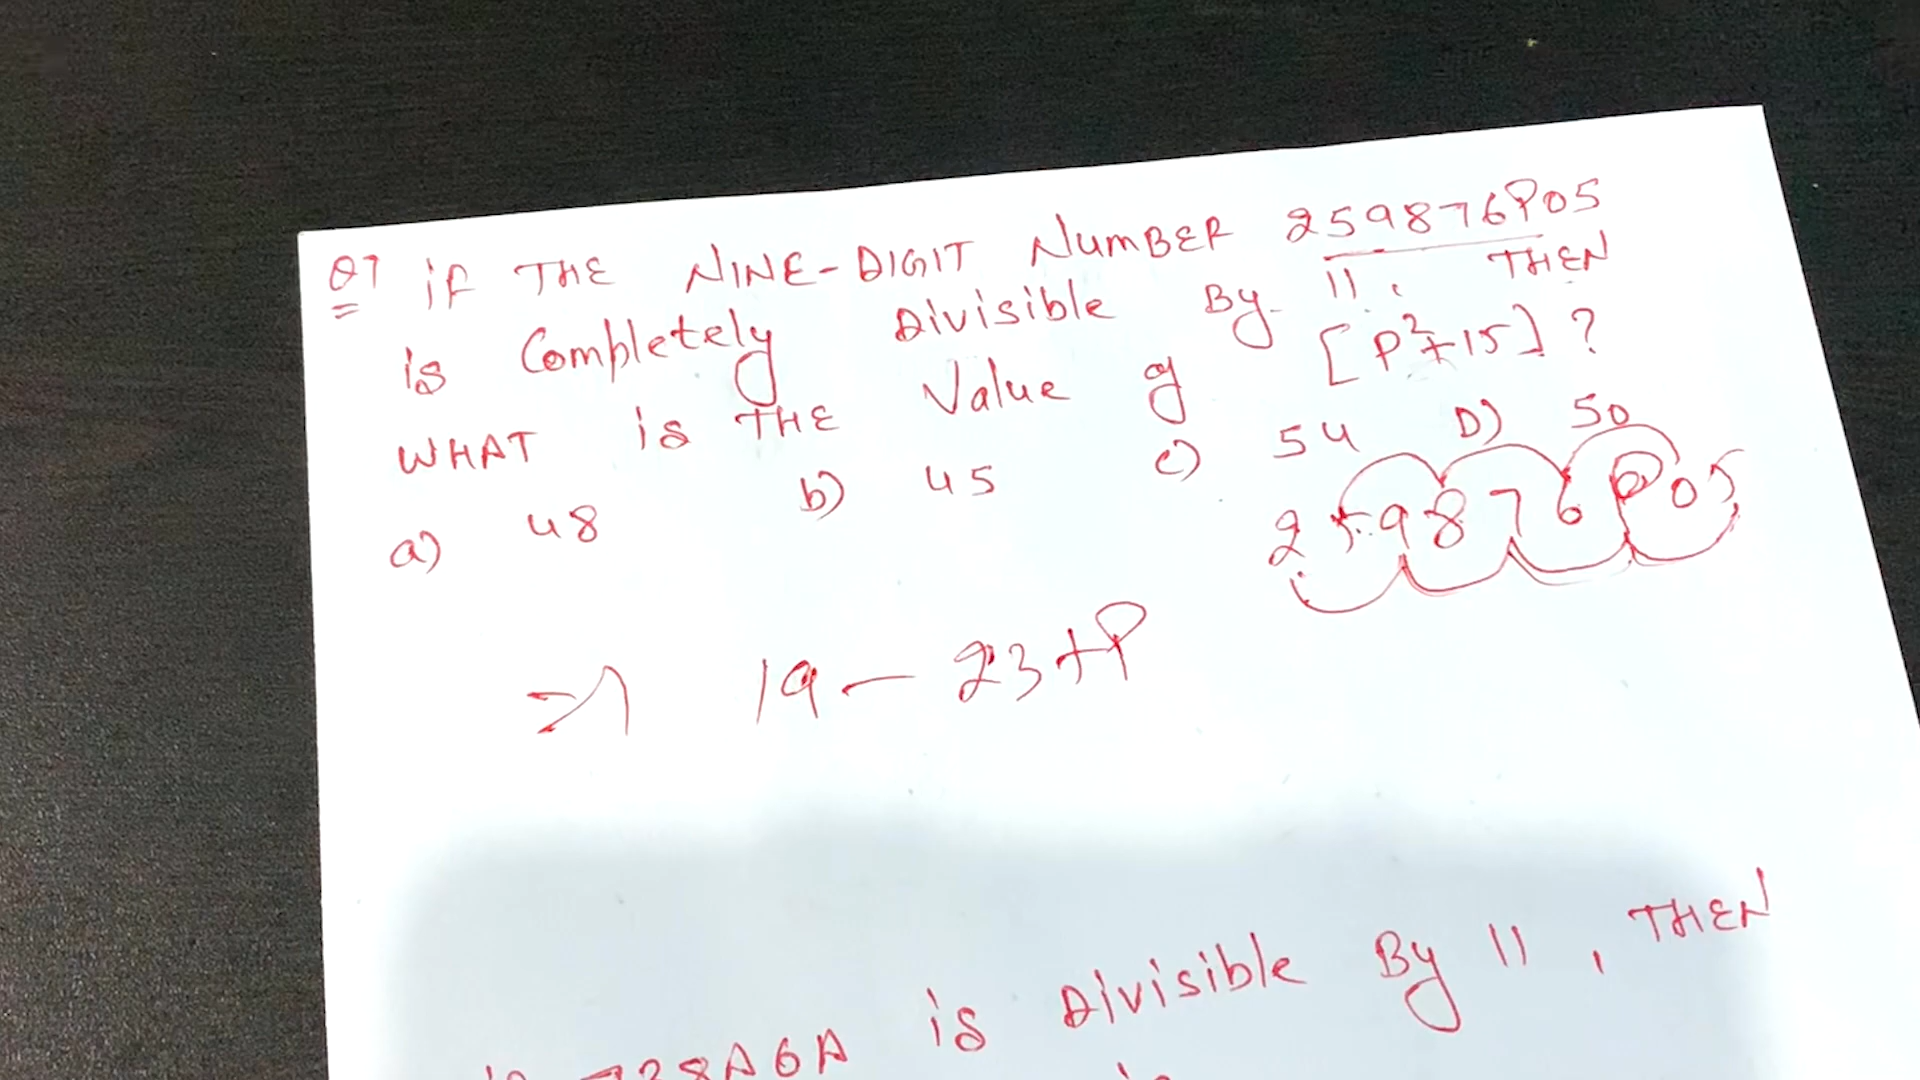 Q7 if THE NINE-DIGIT NUMBER 259876P05
is Completely Divisible By 11, THEN
WHAT is THE Value of [P²+15]?
a) 48 b) 45 c) 54 D) 50
259876P05
⇒ 19-23+P
is Divisible By 11, THEN